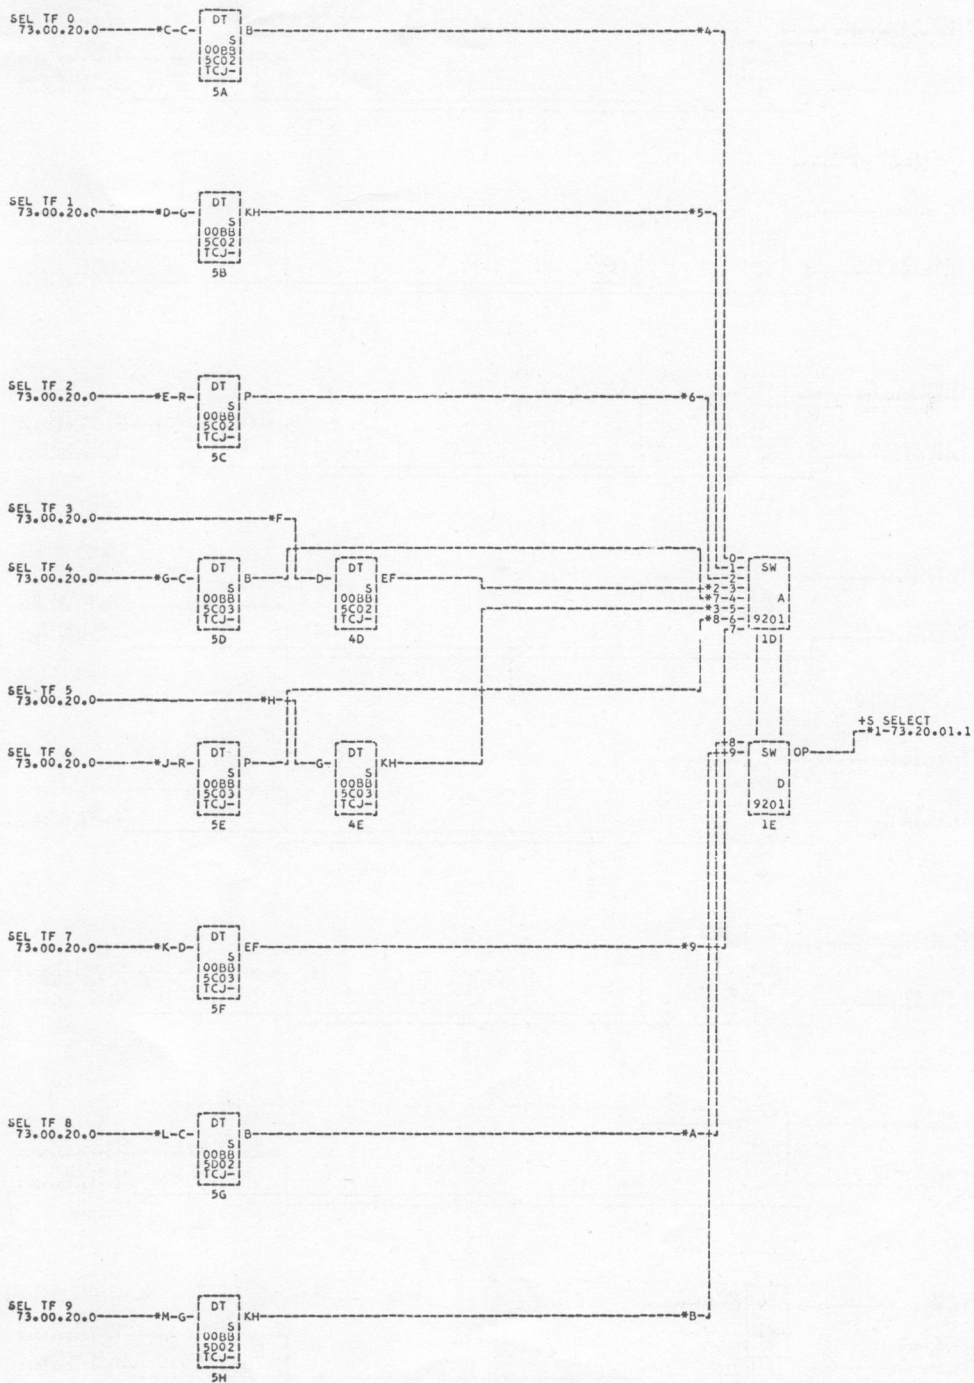 SEL TF 0
73.00.20.0 *C-C- DT B *4
S
00BB
5C02
TCJ-
5A
SEL TF 1
73.00.20.0 *D-G- DT KH *5
S
00BB
5C02
TCJ-
5B
SEL TF 2
73.00.20.0 *E-R- DT P *6
S
00BB
5C02
TCJ-
5C
SEL TF 3
73.00.20.0 *F
SEL TF 4
73.00.20.0 *G-C- DT B
S
00BB
5C03
TCJ-
5D
D- DT EF
S
00BB
5C02
TCJ-
4D
0
1
2
*2-3
*7-4
*3-5
*8-6
7
SW
A
9201
1D
SEL TF 5
73.00.20.0 *H
SEL TF 6
73.00.20.0 *J-R- DT P
S
00BB
5C03
TCJ-
5E
G- DT KH
S
00BB
5C03
TCJ-
4E
8
9
SW OP
D
9201
1E
+S SELECT
*1-73.20.01.1
SEL TF 7
73.00.20.0 *K-D- DT EF *9
S
00BB
5C03
TCJ-
5F
SEL TF 8
73.00.20.0 *L-C- DT B *A
S
00BB
5D02
TCJ-
5G
SEL TF 9
73.00.20.0 *M-G- DT KH *B
S
00BB
5D02
TCJ-
5H